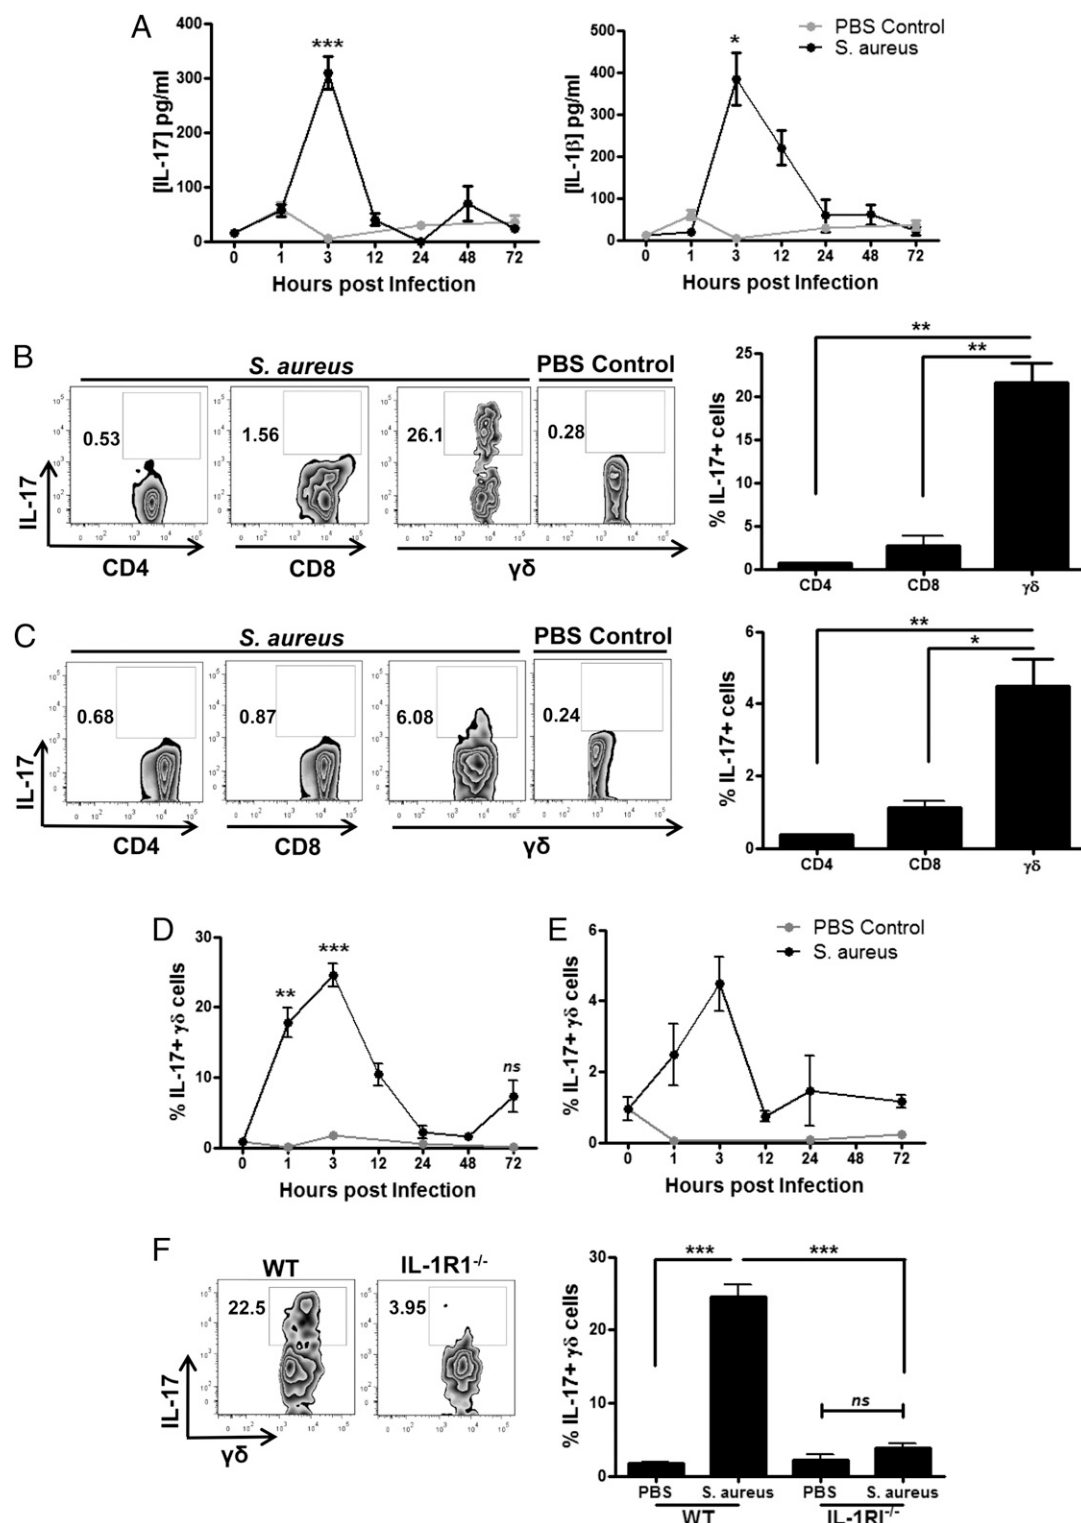 A
400
300
200
100
0
[IL-17] pg/ml
***
0 1 3 12 24 48 72
Hours post Infection
500
400
300
200
100
0
[IL-1β] pg/ml
*
0 1 3 12 24 48 72
Hours post Infection
PBS Control
S. aureus
B
S. aureus
PBS Control
0.53
1.56
26.1
0.28
IL-17
CD4
CD8
γδ
25
20
15
10
5
0
% IL-17+ cells
**
**
CD4 CD8 γδ
C
S. aureus
PBS Control
0.68
0.87
6.08
0.24
IL-17
CD4
CD8
γδ
6
4
2
0
% IL-17+ cells
**
*
CD4 CD8 γδ
D
30
20
10
0
% IL-17+ γδ cells
**
***
ns
0 1 3 12 24 48 72
Hours post Infection
E
6
4
2
0
% IL-17+ γδ cells
PBS Control
S. aureus
0 1 3 12 24 48 72
Hours post Infection
F
WT
IL-1R1-/-
22.5
3.95
IL-17
γδ
30
20
10
0
% IL-17+ γδ cells
***
***
ns
PBS S. aureus PBS S. aureus
WT IL-1RI-/-